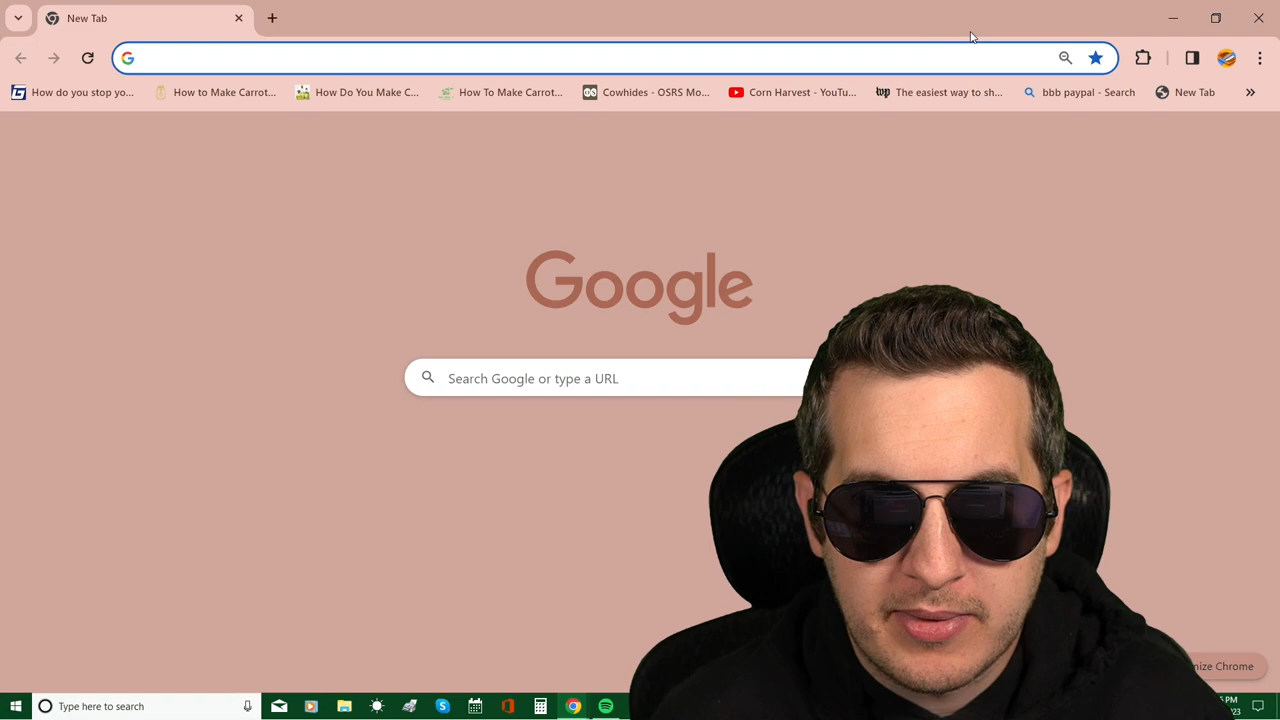 New Tab
How do you stop yo...
How to Make Carrot...
How Do You Make C...
How To Make Carrot...
Cowhides - OSRS Mo...
Corn Harvest - YouTu...
The easiest way to sh...
bbb paypal - Search
New Tab
Google
Search Google or type a URL
Chrome
Type here to search
PM